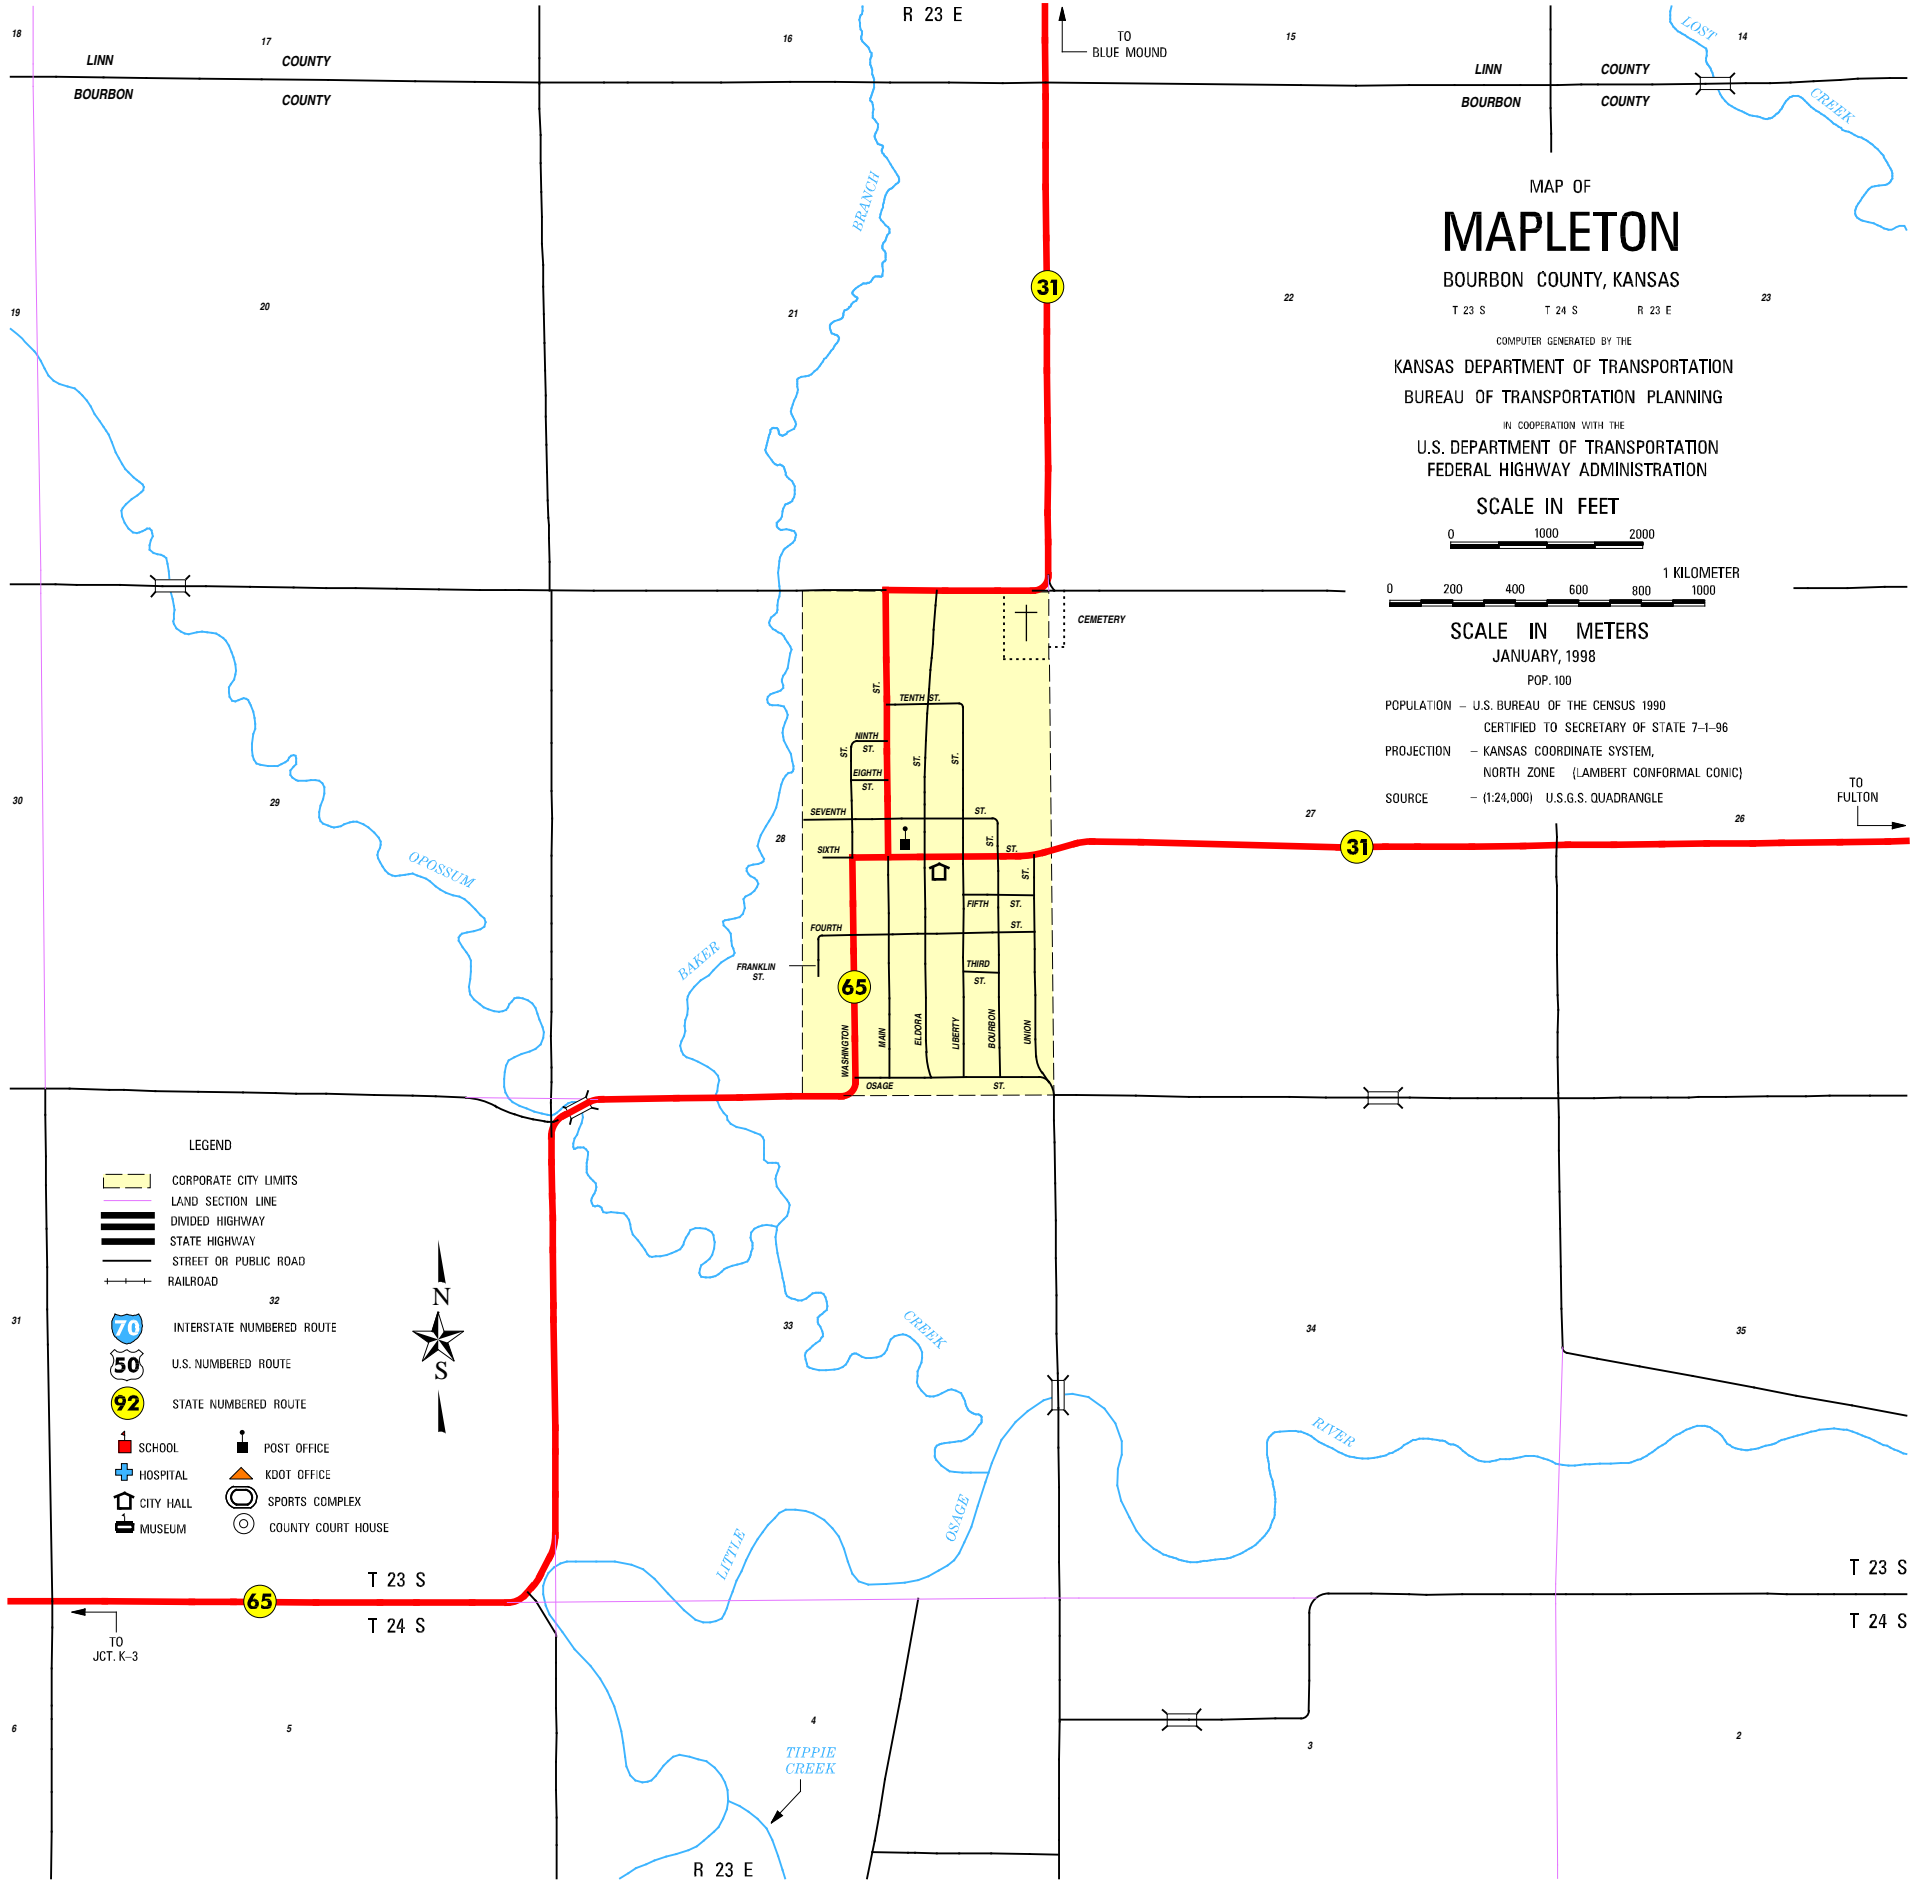 R 23 E
18
17
16
TO
BLUE MOUND
15
LOST
14
LINN COUNTY
BOURBON COUNTY
LINN COUNTY
BOURBON COUNTY
CREEK
BRANCH
MAP OF
MAPLETON
BOURBON COUNTY, KANSAS
T 23 S T 24 S R 23 E
COMPUTER GENERATED BY THE
KANSAS DEPARTMENT OF TRANSPORTATION
BUREAU OF TRANSPORTATION PLANNING
IN COOPERATION WITH THE
U.S. DEPARTMENT OF TRANSPORTATION
FEDERAL HIGHWAY ADMINISTRATION
SCALE IN FEET
0 1000 2000
1 KILOMETER
0 200 400 600 800 1000
SCALE IN METERS
JANUARY, 1998
POP. 100
POPULATION – U.S. BUREAU OF THE CENSUS 1990
CERTIFIED TO SECRETARY OF STATE 7–1–96
PROJECTION – KANSAS COORDINATE SYSTEM,
NORTH ZONE (LAMBERT CONFORMAL CONIC)
SOURCE – (1:24,000) U.S.G.S. QUADRANGLE
31
19
20
21
22
23
CEMETERY
ST.
TENTH ST.
NINTH
ST.
ST.
EIGHTH
ST.
ST.
ST.
SEVENTH ST.
ST.
SIXTH ST.
ST.
FIFTH ST.
FOURTH ST.
FRANKLIN
ST.
THIRD
ST.
65
WASHINGTON
MAIN
ELDORA
LIBERTY
BOURBON
UNION
OSAGE ST.
30
29
28
27
26
TO
FULTON
31
OPOSSUM
BAKER
LEGEND
CORPORATE CITY LIMITS
LAND SECTION LINE
DIVIDED HIGHWAY
STATE HIGHWAY
STREET OR PUBLIC ROAD
RAILROAD
32
70 INTERSTATE NUMBERED ROUTE
50 U.S. NUMBERED ROUTE
92 STATE NUMBERED ROUTE
SCHOOL POST OFFICE
HOSPITAL KDOT OFFICE
CITY HALL SPORTS COMPLEX
MUSEUM COUNTY COURT HOUSE
N
S
31
33
34
35
CREEK
RIVER
OSAGE
LITTLE
T 23 S
T 24 S
T 23 S
T 24 S
65
TO
JCT. K–3
6
5
4
3
2
TIPPIE
CREEK
R 23 E